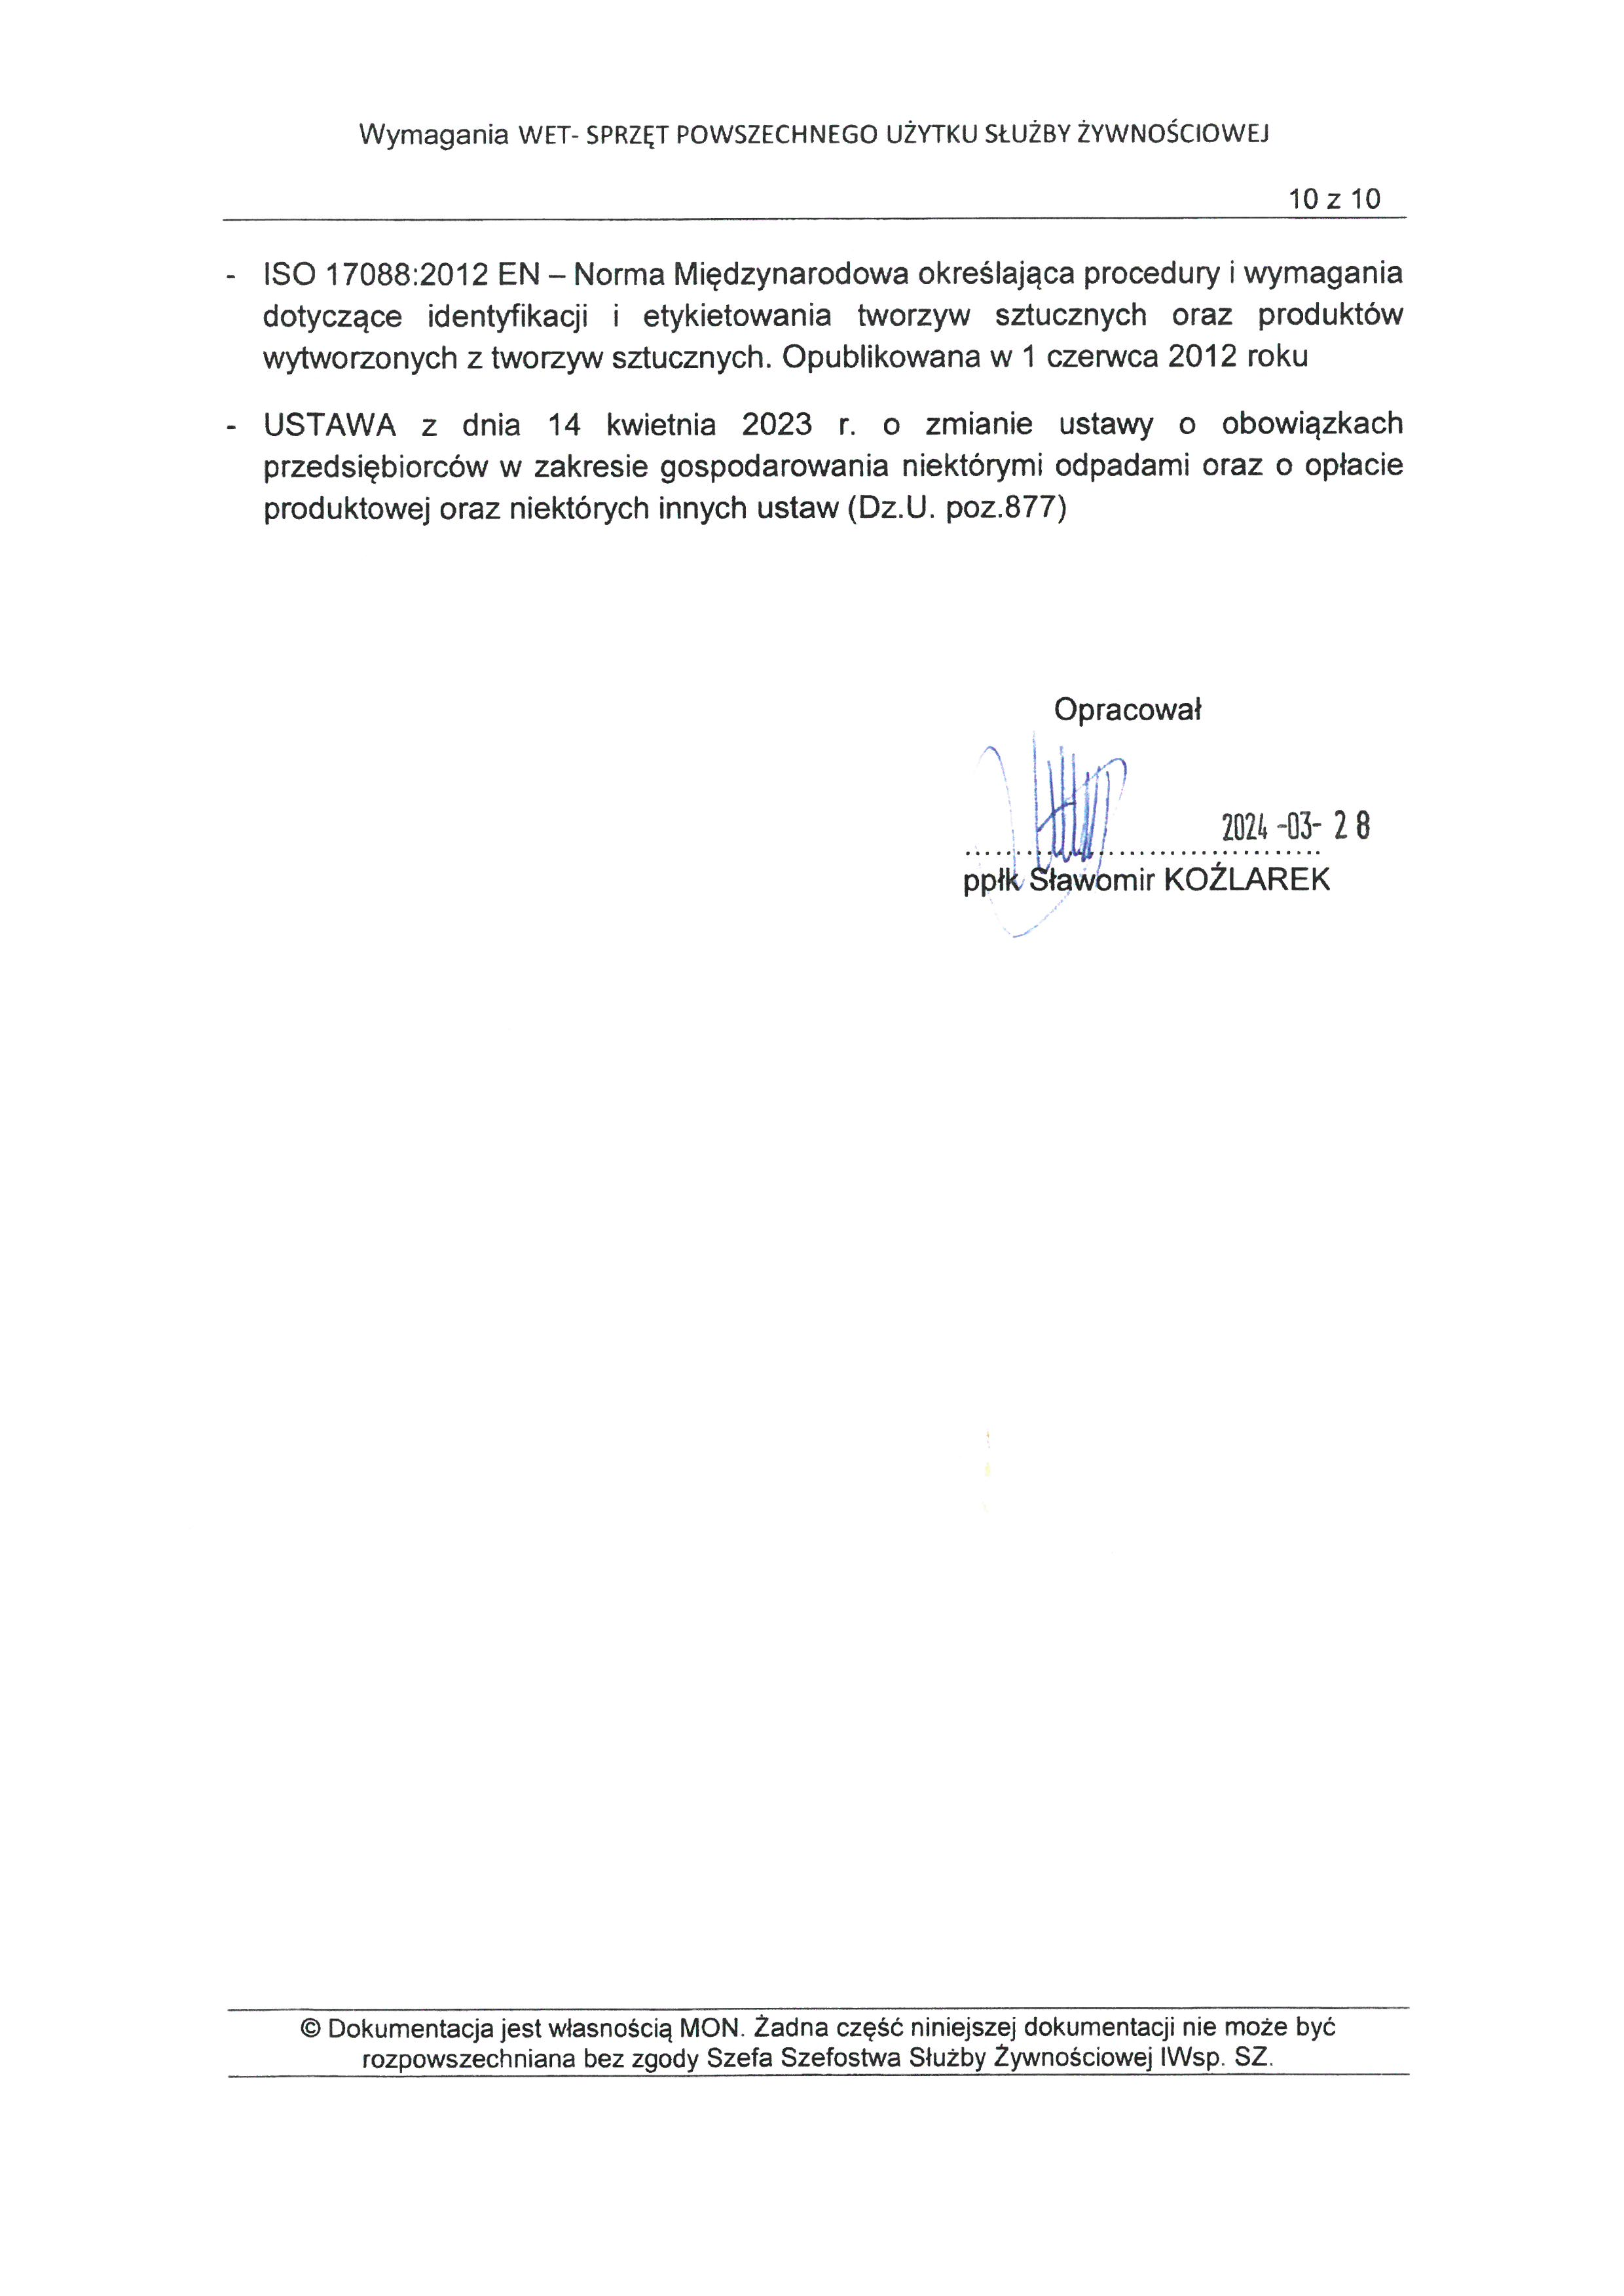 Wymagania WET- SPRZĘT POWSZECHNEGO UŻYTKU SŁUŻBY ŻYWNOŚCIOWEJ
10 z 10
- ISO 17088:2012 EN – Norma Międzynarodowa określająca procedury i wymagania
dotyczące identyfikacji i etykietowania tworzyw sztucznych oraz produktów
wytworzonych z tworzyw sztucznych. Opublikowana w 1 czerwca 2012 roku
- USTAWA z dnia 14 kwietnia 2023 r. o zmianie ustawy o obowiązkach
przedsiębiorców w zakresie gospodarowania niektórymi odpadami oraz o opłacie
produktowej oraz niektórych innych ustaw (Dz.U. poz.877)
Opracował
2024 -03- 28
ppłk Sławomir KOŹLAREK
© Dokumentacja jest własnością MON. Żadna część niniejszej dokumentacji nie może być
rozpowszechniana bez zgody Szefa Szefostwa Służby Żywnościowej IWsp. SZ.